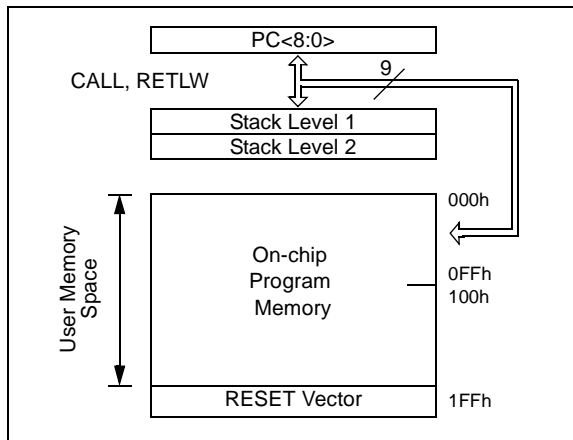 PC<8:0>
9
CALL, RETLW
Stack Level 1
Stack Level 2
000h
User Memory
Space
On-chip
Program
Memory
0FFh
100h
RESET Vector
1FFh